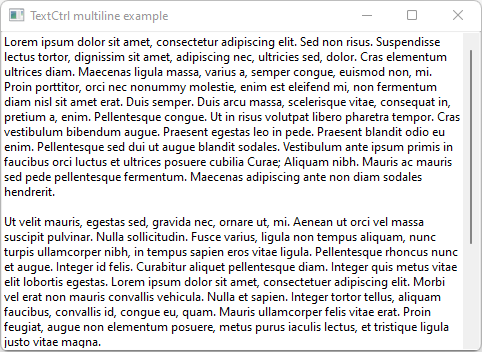 TextCtrl multiline example
Lorem ipsum dolor sit amet, consectetur adipiscing elit. Sed non risus. Suspendisse
lectus tortor, dignissim sit amet, adipiscing nec, ultricies sed, dolor. Cras elementum
ultrices diam. Maecenas ligula massa, varius a, semper congue, euismod non, mi.
Proin porttitor, orci nec nonummy molestie, enim est eleifend mi, non fermentum
diam nisl sit amet erat. Duis semper. Duis arcu massa, scelerisque vitae, consequat in,
pretium a, enim. Pellentesque congue. Ut in risus volutpat libero pharetra tempor. Cras
vestibulum bibendum augue. Praesent egestas leo in pede. Praesent blandit odio eu
enim. Pellentesque sed dui ut augue blandit sodales. Vestibulum ante ipsum primis in
faucibus orci luctus et ultrices posuere cubilia Curae; Aliquam nibh. Mauris ac mauris
sed pede pellentesque fermentum. Maecenas adipiscing ante non diam sodales
hendrerit.
Ut velit mauris, egestas sed, gravida nec, ornare ut, mi. Aenean ut orci vel massa
suscipit pulvinar. Nulla sollicitudin. Fusce varius, ligula non tempus aliquam, nunc
turpis ullamcorper nibh, in tempus sapien eros vitae ligula. Pellentesque rhoncus nunc
et augue. Integer id felis. Curabitur aliquet pellentesque diam. Integer quis metus vitae
elit lobortis egestas. Lorem ipsum dolor sit amet, consectetuer adipiscing elit. Morbi
vel erat non mauris convallis vehicula. Nulla et sapien. Integer tortor tellus, aliquam
faucibus, convallis id, congue eu, quam. Mauris ullamcorper felis vitae erat. Proin
feugiat, augue non elementum posuere, metus purus iaculis lectus, et tristique ligula
justo vitae magna.